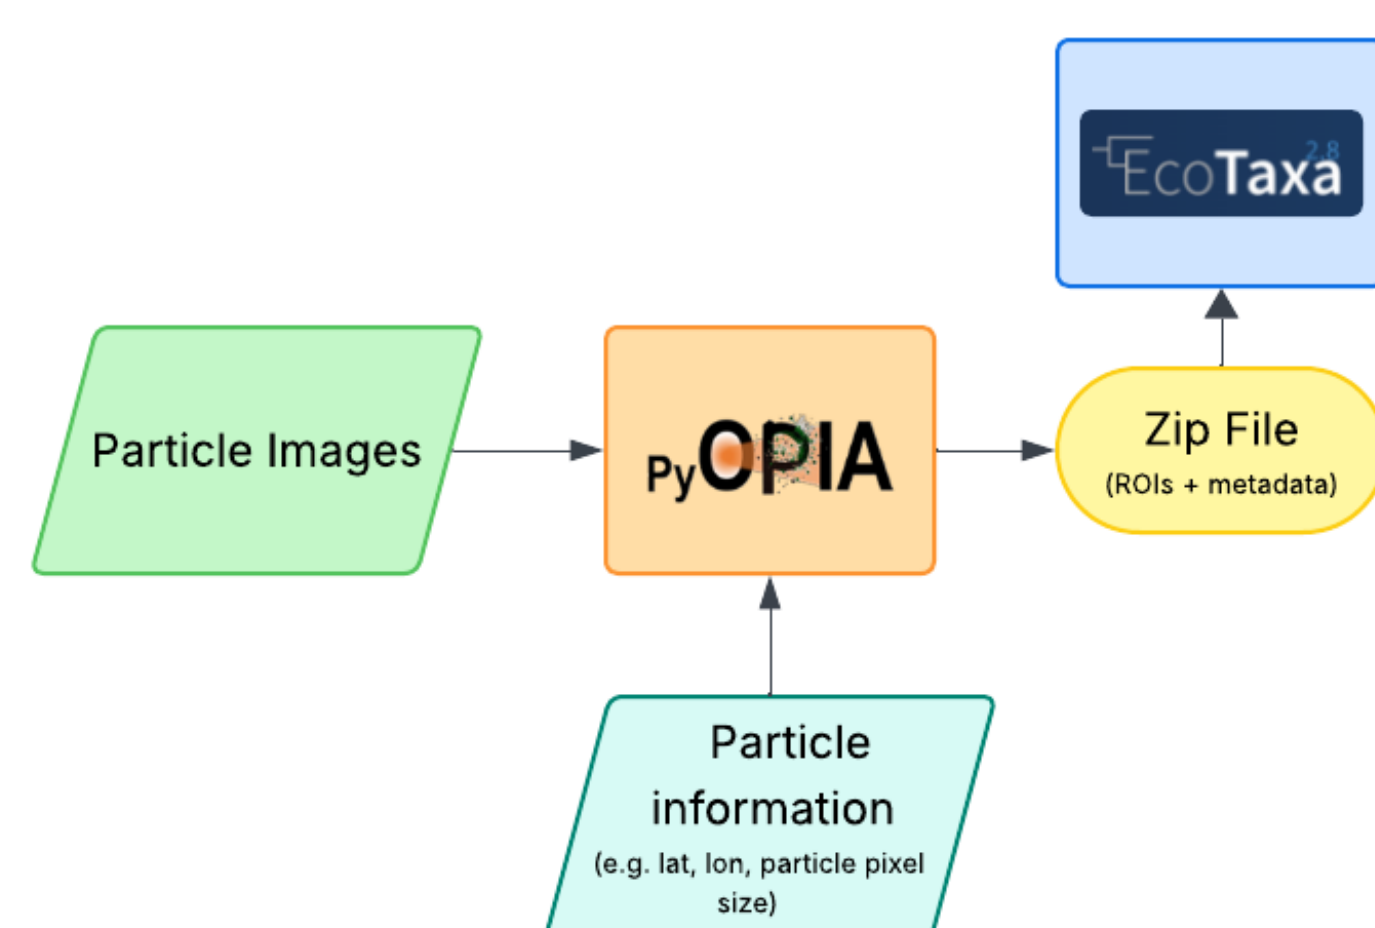 2.8
EcoTaxa
Particle Images
PyOPIA
Zip File
(ROIs + metadata)
Particle
information
(e.g. lat, lon, particle pixel
size)